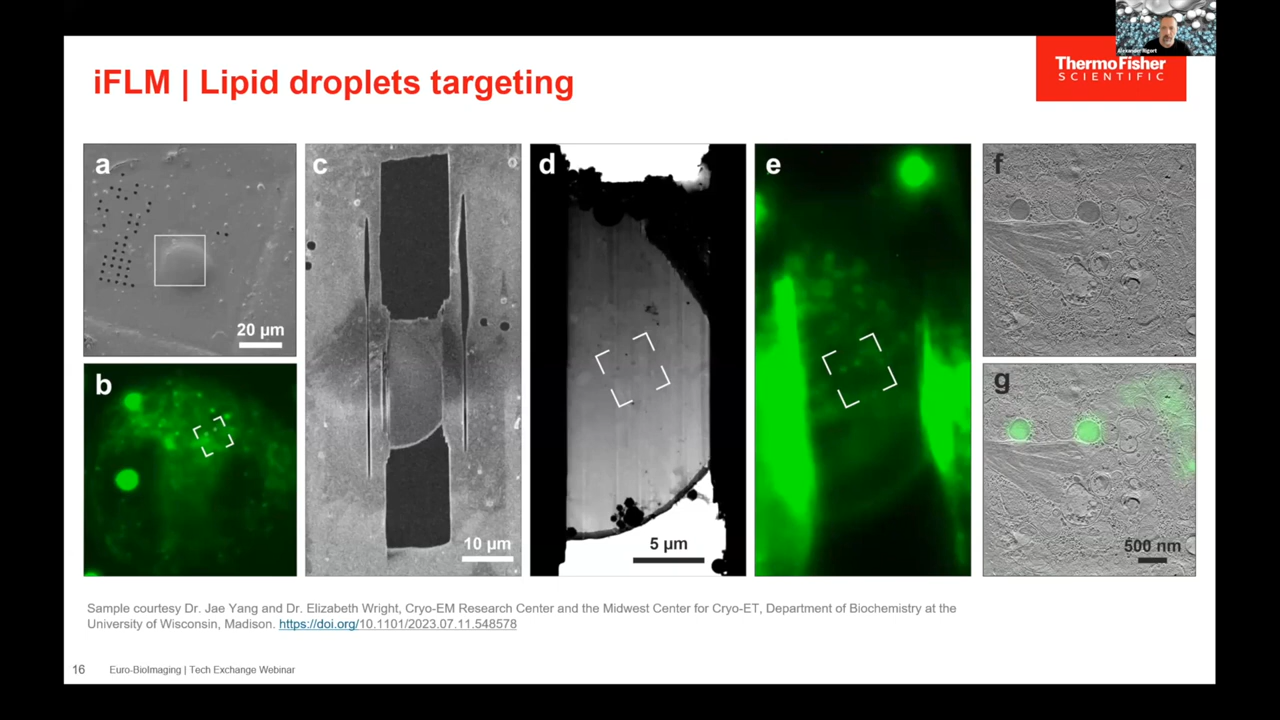 Alexander Rigort
iFLM | Lipid droplets targeting
ThermoFisher
SCIENTIFIC
a
20 µm
b
c
10 µm
d
5 µm
e
f
g
500 nm
Sample courtesy Dr. Jae Yang and Dr. Elizabeth Wright, Cryo-EM Research Center and the Midwest Center for Cryo-ET, Department of Biochemistry at the
University of Wisconsin, Madison. https://doi.org/10.1101/2023.07.11.548578
16 Euro-BioImaging | Tech Exchange Webinar